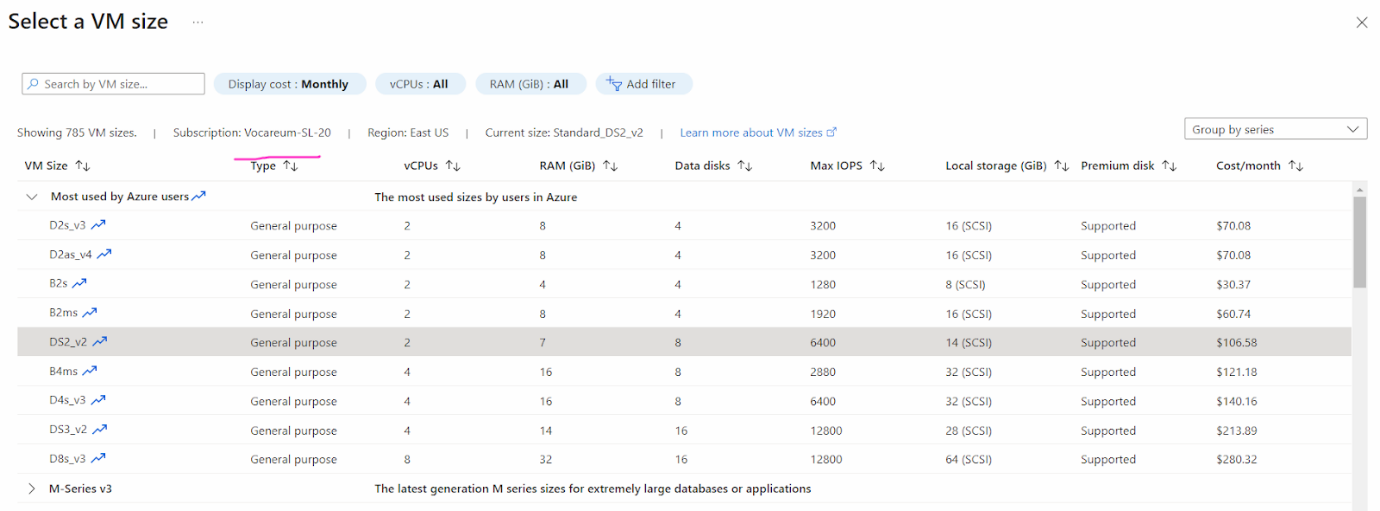 Select a VM size ...
Search by VM size... Display cost : Monthly vCPUs : All RAM (GiB) : All Add filter
Showing 785 VM sizes. | Subscription: Vocareum-SL-20 | Region: East US | Current size: Standard_DS2_v2 | Learn more about VM sizes Group by series
VM Size Type vCPUs RAM (GiB) Data disks Max IOPS Local storage (GiB) Premium disk Cost/month
Most used by Azure users The most used sizes by users in Azure
D2s_v3 General purpose 2 8 4 3200 16 (SCSI) Supported $70.08
D2as_v4 General purpose 2 8 4 3200 16 (SCSI) Supported $70.08
B2s General purpose 2 4 4 1280 8 (SCSI) Supported $30.37
B2ms General purpose 2 8 4 1920 16 (SCSI) Supported $60.74
DS2_v2 General purpose 2 7 8 6400 14 (SCSI) Supported $106.58
B4ms General purpose 4 16 8 2880 32 (SCSI) Supported $121.18
D4s_v3 General purpose 4 16 8 6400 32 (SCSI) Supported $140.16
DS3_v2 General purpose 4 14 16 12800 28 (SCSI) Supported $213.89
D8s_v3 General purpose 8 32 16 12800 64 (SCSI) Supported $280.32
M-Series v3 The latest generation M series sizes for extremely large databases or applications